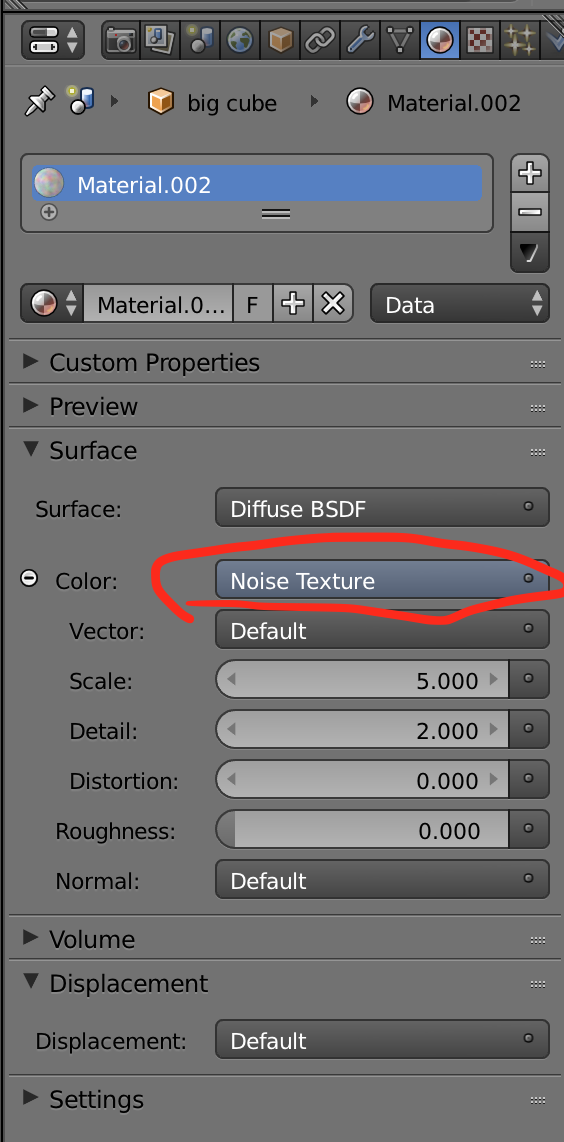 big cube Material.002
Material.002
Material.0... F Data
Custom Properties
Preview
Surface
Surface: Diffuse BSDF
Color: Noise Texture
Vector: Default
Scale: 5.000
Detail: 2.000
Distortion: 0.000
Roughness: 0.000
Normal: Default
Volume
Displacement
Displacement: Default
Settings